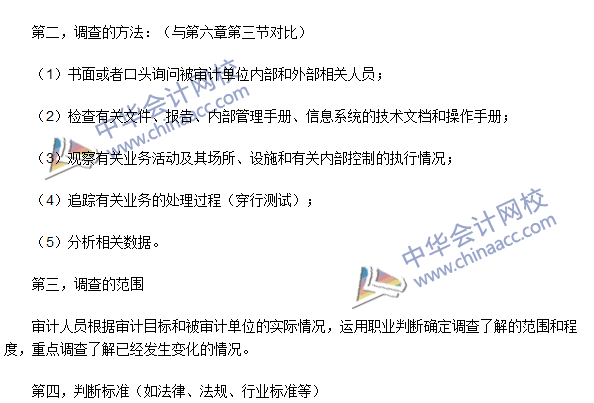 第二，调查的方法：（与第六章第三节对比）
（1）书面或者口头询问被审计单位内部和外部相关人员；
（2）检查有关文件、报告、内部管理手册、信息系统的技术文档和操作手册；
（3）观察有关业务活动及其场所、设施和有关内部控制的执行情况；
（4）追踪有关业务的处理过程（穿行测试）；
（5）分析相关数据。
第三，调查的范围
审计人员根据审计目标和被审计单位的实际情况，运用职业判断确定调查了解的范围和程
度，重点调查了解已经发生变化的情况。
第四，判断标准（如法律、法规、行业标准等）
中华会计网校
www.chinaacc.com
中华会计网校
www.chinaacc.com